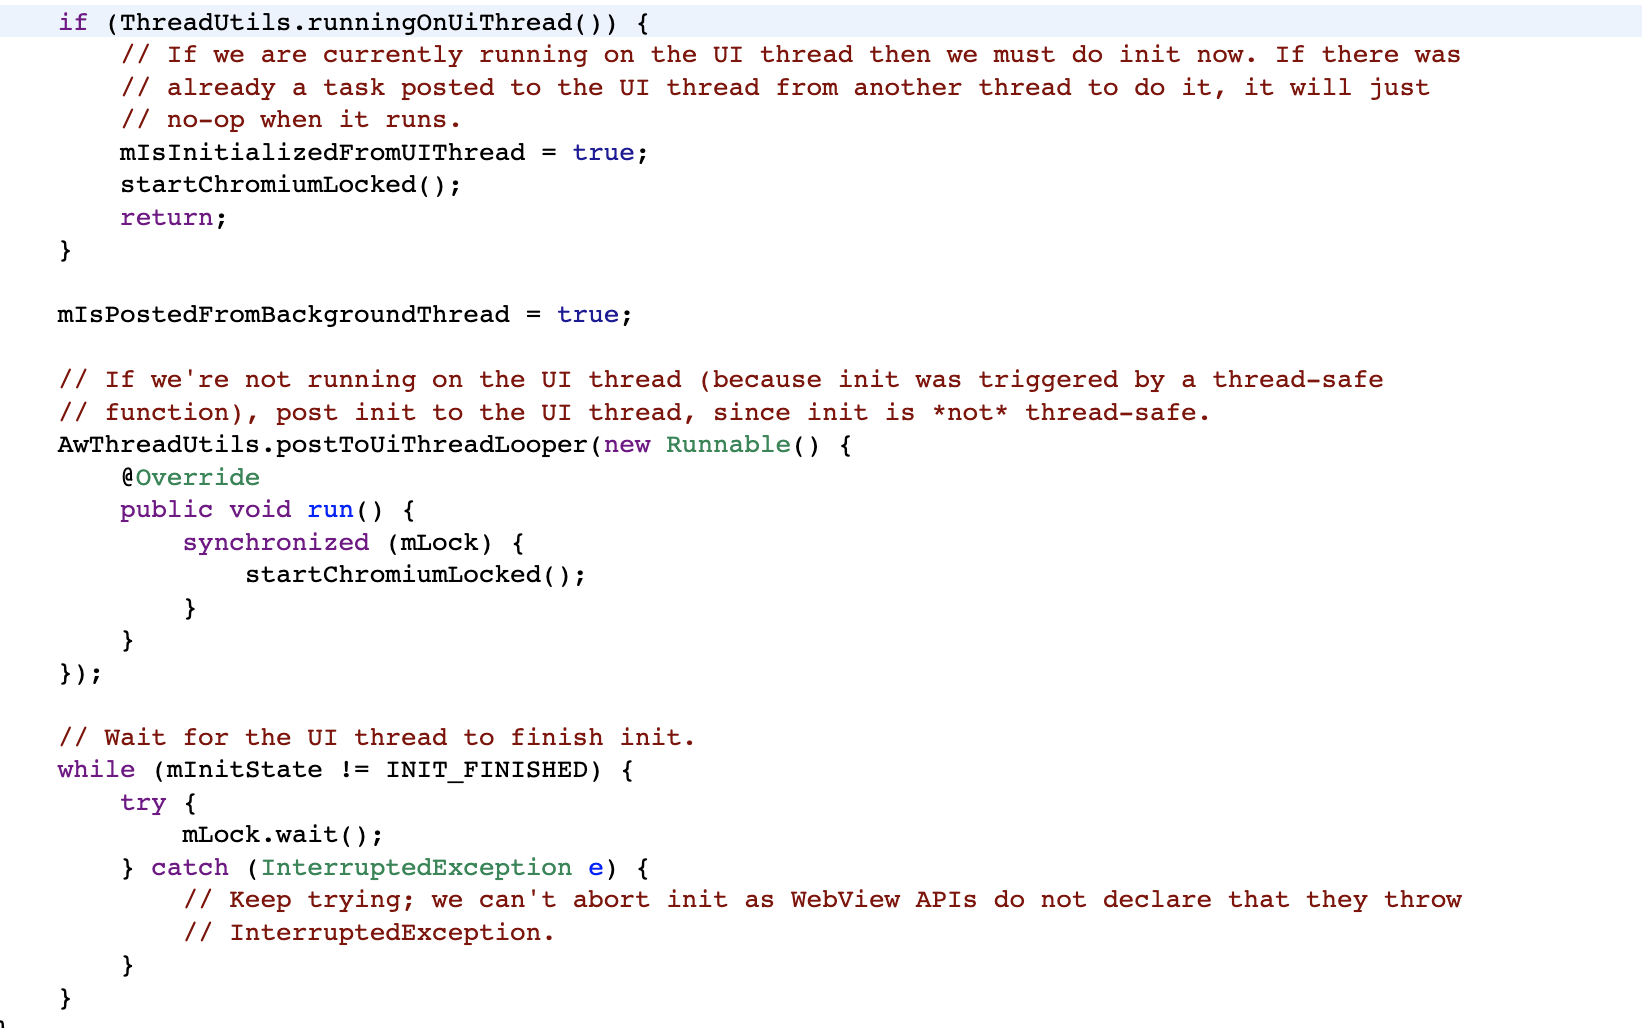 if (ThreadUtils.runningOnUiThread()) {
// If we are currently running on the UI thread then we must do init now. If there was
// already a task posted to the UI thread from another thread to do it, it will just
// no-op when it runs.
mIsInitializedFromUIThread = true;
startChromiumLocked();
return;
}
mIsPostedFromBackgroundThread = true;
// If we're not running on the UI thread (because init was triggered by a thread-safe
// function), post init to the UI thread, since init is *not* thread-safe.
AwThreadUtils.postToUiThreadLooper(new Runnable() {
@Override
public void run() {
synchronized (mLock) {
startChromiumLocked();
}
}
});
// Wait for the UI thread to finish init.
while (mInitState != INIT_FINISHED) {
try {
mLock.wait();
} catch (InterruptedException e) {
// Keep trying; we can't abort init as WebView APIs do not declare that they throw
// InterruptedException.
}
}